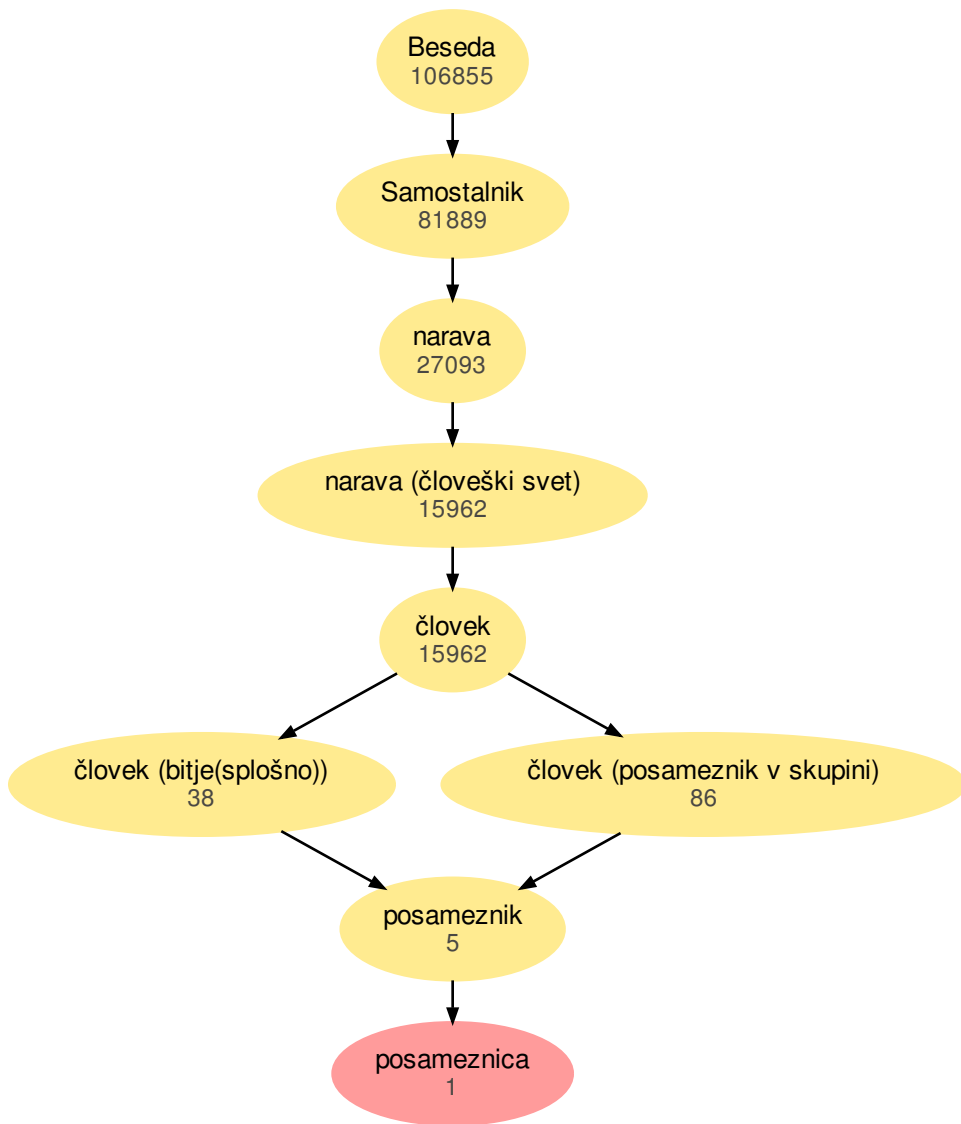 Beseda
106855
Samostalnik
81889
narava
27093
narava (človeški svet)
15962
človek
15962
človek (bitje(splošno))
38
človek (posameznik v skupini)
86
posameznik
5
posameznica
1